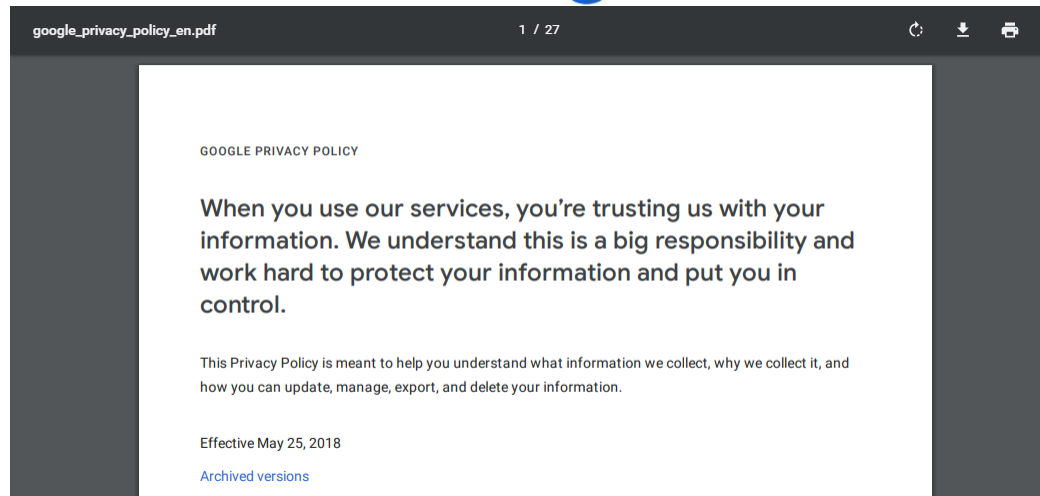 google_privacy_policy_en.pdf
1 / 27
GOOGLE PRIVACY POLICY
When you use our services, you’re trusting us with your
information. We understand this is a big responsibility and
work hard to protect your information and put you in
control.
This Privacy Policy is meant to help you understand what information we collect, why we collect it, and
how you can update, manage, export, and delete your information.
Effective May 25, 2018
Archived versions